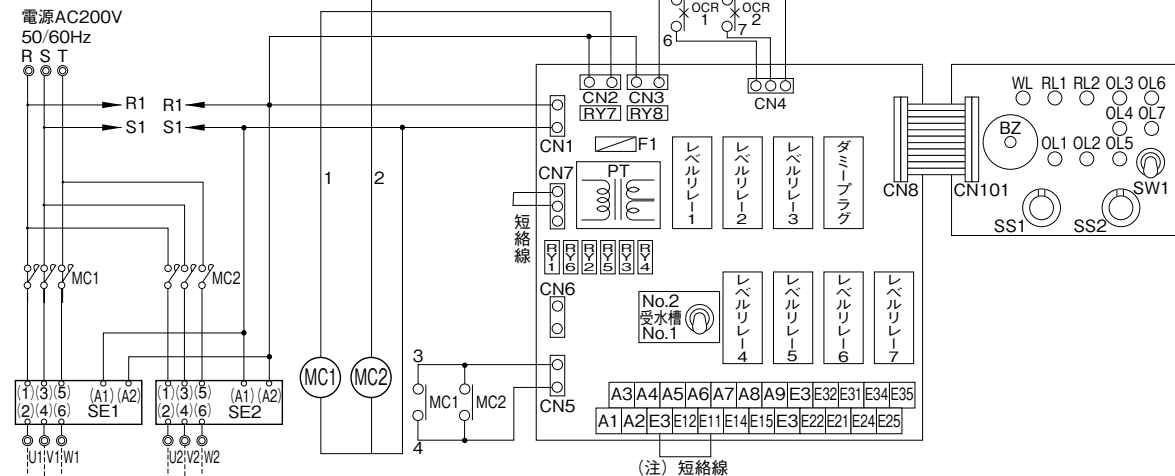 電源AC200V
50/60Hz
R S T
R1 R1
S1 S1
1
2
OCR
1
OCR
2
6
7
CN2
RY7
CN3
RY8
CN4
CN1
F1
CN7
PT
短絡線
レベルリレー1
レベルリレー2
レベルリレー3
ダミープラグ
RY1
RY6
RY2
RY5
RY3
RY4
CN6
No.2
受水槽
No.1
レベルリレー4
レベルリレー5
レベルリレー6
レベルリレー7
CN5
A3 A4 A5 A6 A7 A8 A9 E3 E32 E31 E34 E35
A1 A2 E3 E12 E11 E14 E15 E3 E22 E21 E24 E25
(注) 短絡線
CN8
CN101
WL RL1 RL2 OL3 OL6
OL4 OL7
BZ
OL1 OL2 OL5
SW1
SS1
SS2
MC1
MC2
(1) (3) (5) (A1) (A2)
(2) (4) (6) SE1
U1 V1 W1
(1) (3) (5) (A1) (A2)
(2) (4) (6) SE2
U2 V2 W2
MC1
MC2
3
MC1 MC2
4